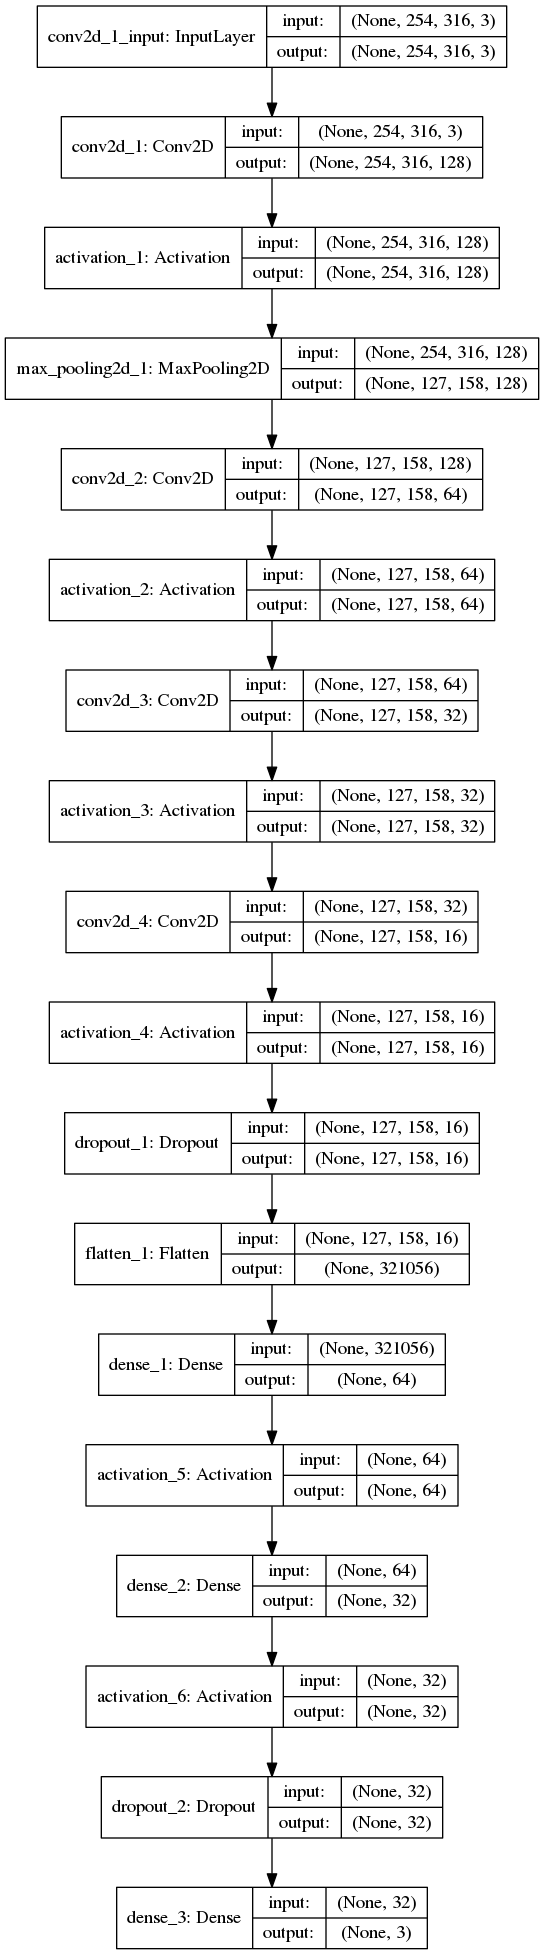 conv2d_1_input: InputLayer
input: (None, 254, 316, 3)
output: (None, 254, 316, 3)
conv2d_1: Conv2D
input: (None, 254, 316, 3)
output: (None, 254, 316, 128)
activation_1: Activation
input: (None, 254, 316, 128)
output: (None, 254, 316, 128)
max_pooling2d_1: MaxPooling2D
input: (None, 254, 316, 128)
output: (None, 127, 158, 128)
conv2d_2: Conv2D
input: (None, 127, 158, 128)
output: (None, 127, 158, 64)
activation_2: Activation
input: (None, 127, 158, 64)
output: (None, 127, 158, 64)
conv2d_3: Conv2D
input: (None, 127, 158, 64)
output: (None, 127, 158, 32)
activation_3: Activation
input: (None, 127, 158, 32)
output: (None, 127, 158, 32)
conv2d_4: Conv2D
input: (None, 127, 158, 32)
output: (None, 127, 158, 16)
activation_4: Activation
input: (None, 127, 158, 16)
output: (None, 127, 158, 16)
dropout_1: Dropout
input: (None, 127, 158, 16)
output: (None, 127, 158, 16)
flatten_1: Flatten
input: (None, 127, 158, 16)
output: (None, 321056)
dense_1: Dense
input: (None, 321056)
output: (None, 64)
activation_5: Activation
input: (None, 64)
output: (None, 64)
dense_2: Dense
input: (None, 64)
output: (None, 32)
activation_6: Activation
input: (None, 32)
output: (None, 32)
dropout_2: Dropout
input: (None, 32)
output: (None, 32)
dense_3: Dense
input: (None, 32)
output: (None, 3)